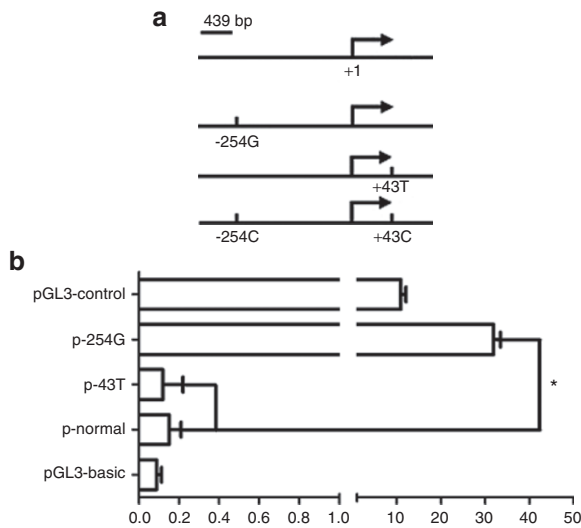 a
439 bp
+1
-254G
+43T
-254C
+43C
b
pGL3-control
p-254G
p-43T
*
p-normal
pGL3-basic
0.0 0.2 0.4 0.6 0.8 1.0 10 20 30 40 50